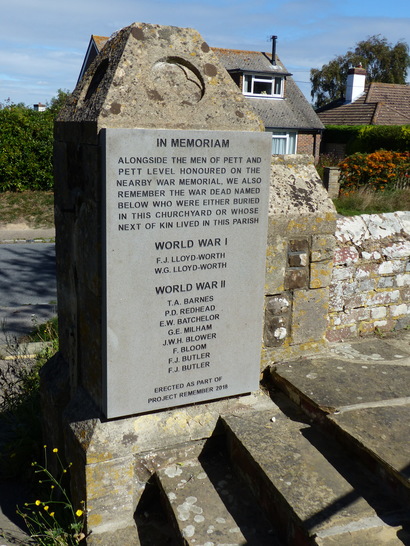 IN MEMORIAM
ALONGSIDE THE MEN OF PETT AND
PETT LEVEL HONOURED ON THE
NEARBY WAR MEMORIAL, WE ALSO
REMEMBER THE WAR DEAD NAMED
BELOW WHO WERE EITHER BURIED
IN THIS CHURCHYARD OR WHOSE
NEXT OF KIN LIVED IN THIS PARISH
WORLD WAR I
F.J. LLOYD-WORTH
W.G. LLOYD-WORTH
WORLD WAR II
T.A. BARNES
P.D. REDHEAD
E.W. BATCHELOR
G.E. MILHAM
J.W.H. BLOWER
F. BLOOM
F.J. BUTLER
F.J. BUTLER
ERECTED AS PART OF
PROJECT REMEMBER 2018